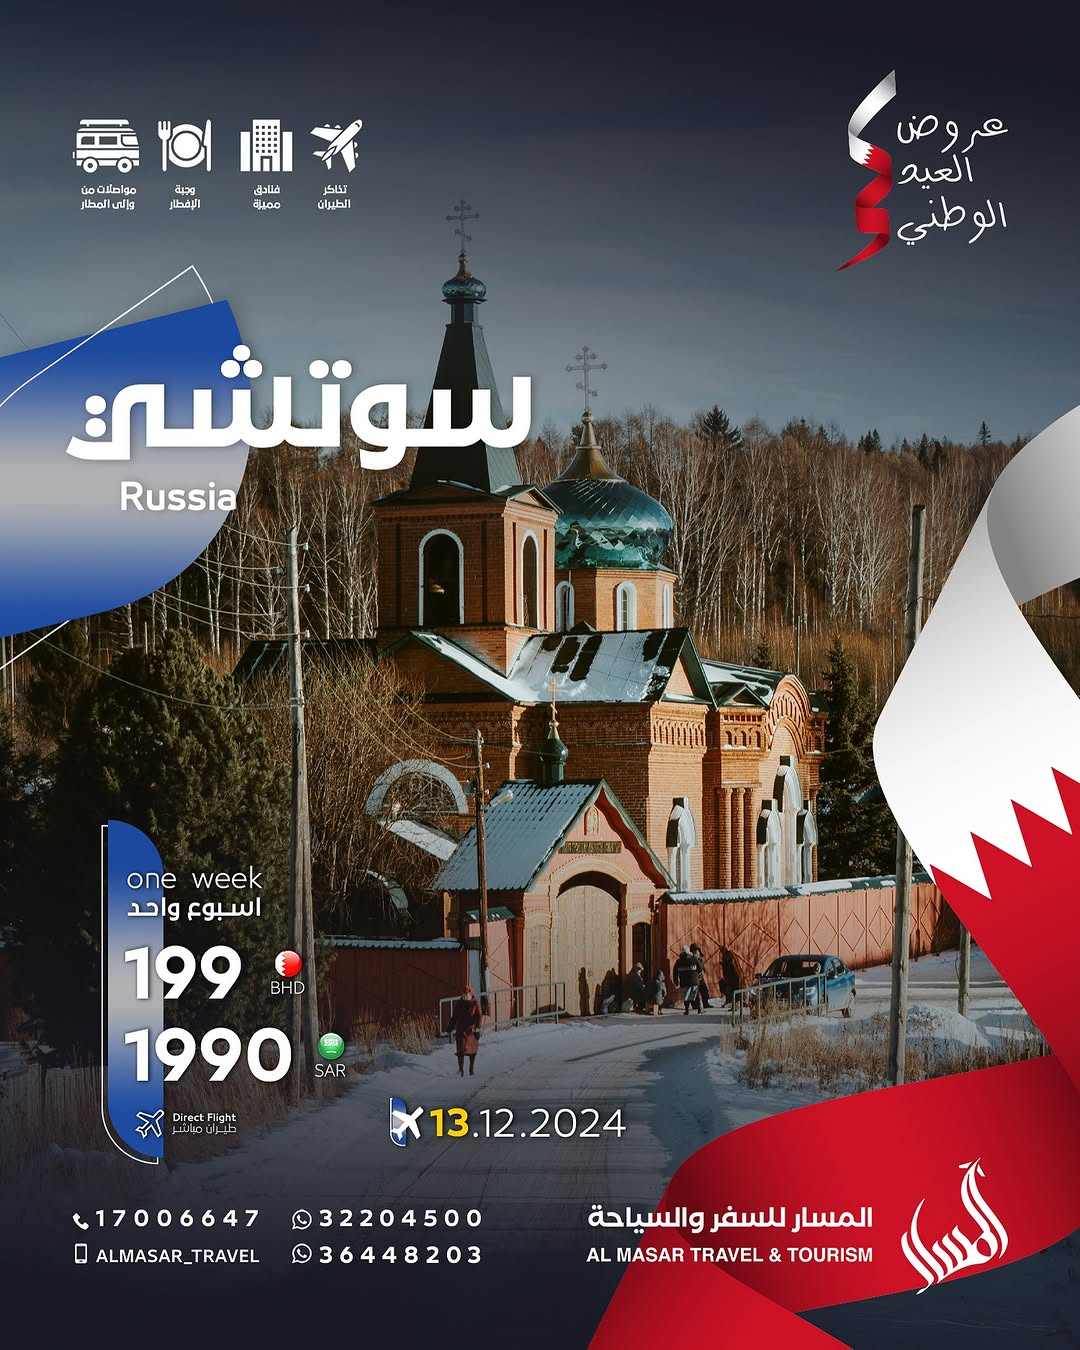 عروض
العيد
الوطني
تذاكر
الطيران
فنادق
مميزة
وجبة
الإفطار
مواصلات من
وإلى المطار
سوتشي
Russia
one week
اسبوع واحد
199
BHD
1990
SAR
Direct Flight
طيران مباشر
13.12.2024
17006647
32204500
ALMASAR_TRAVEL
36448203
المسار للسفر والسياحة
AL MASAR TRAVEL & TOURISM
المسار